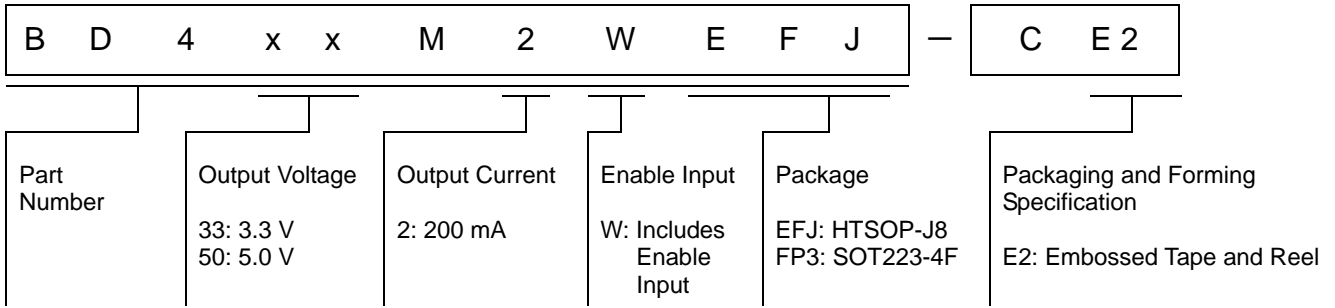 B D 4 x x M 2 W E F J － C E 2
Part
Number
Output Voltage
33: 3.3 V
50: 5.0 V
Output Current
2: 200 mA
Enable Input
W: Includes
Enable
Input
Package
EFJ: HTSOP-J8
FP3: SOT223-4F
Packaging and Forming
Specification
E2: Embossed Tape and Reel